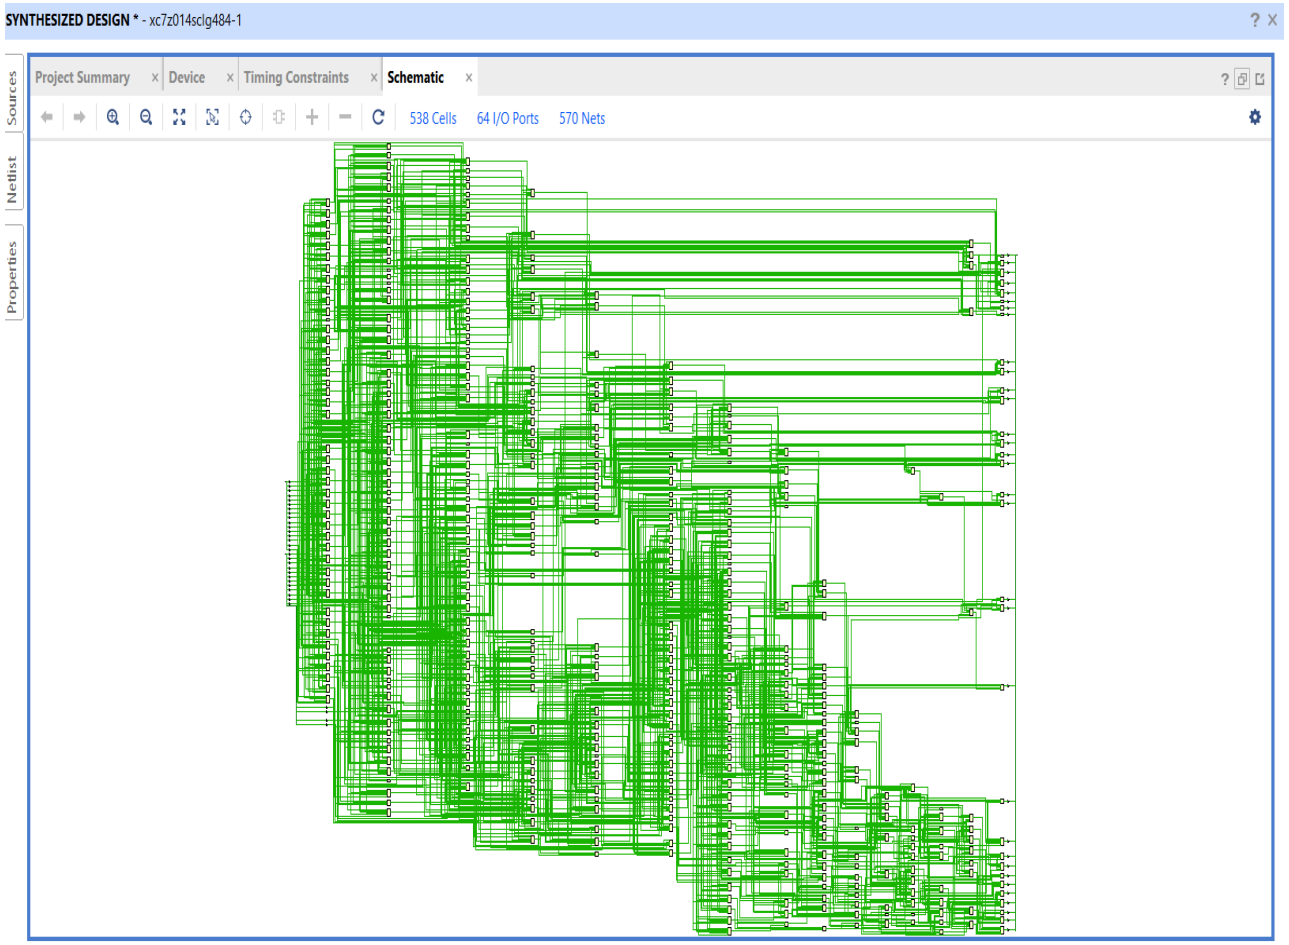 SYNTHESIZED DESIGN * - xc7z014sclg484-1
? ×
Sources
Netlist
Properties
Project Summary × Device × Timing Constraints × Schematic ×
?
538 Cells 64 I/O Ports 570 Nets